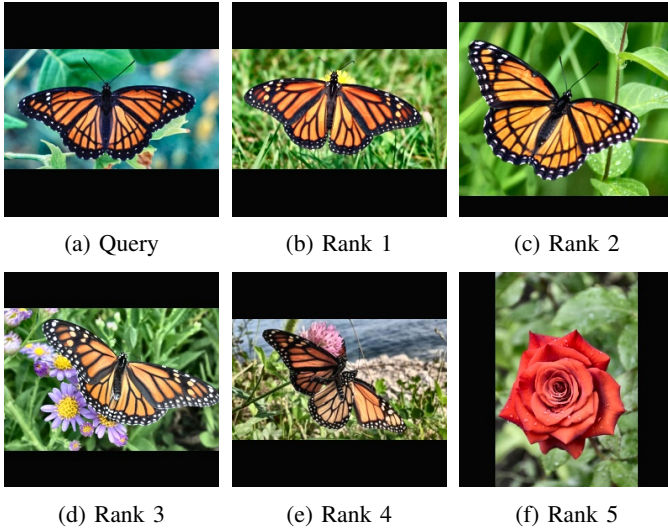 (a) Query
(b) Rank 1
(c) Rank 2
(d) Rank 3
(e) Rank 4
(f) Rank 5